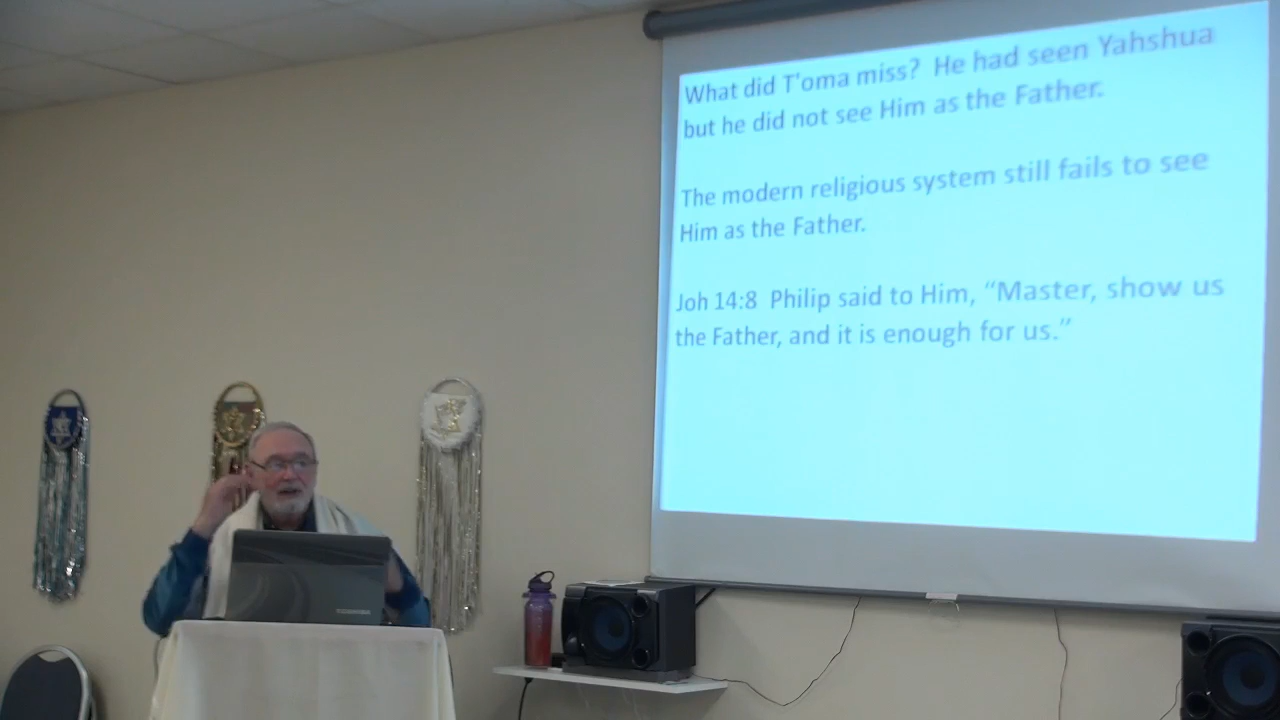 What did T'oma miss? He had seen Yahshua
but he did not see Him as the Father.
The modern religious system still fails to see
Him as the Father.
Joh 14:8 Philip said to Him, “Master, show us
the Father, and it is enough for us.”
TOSHIBA